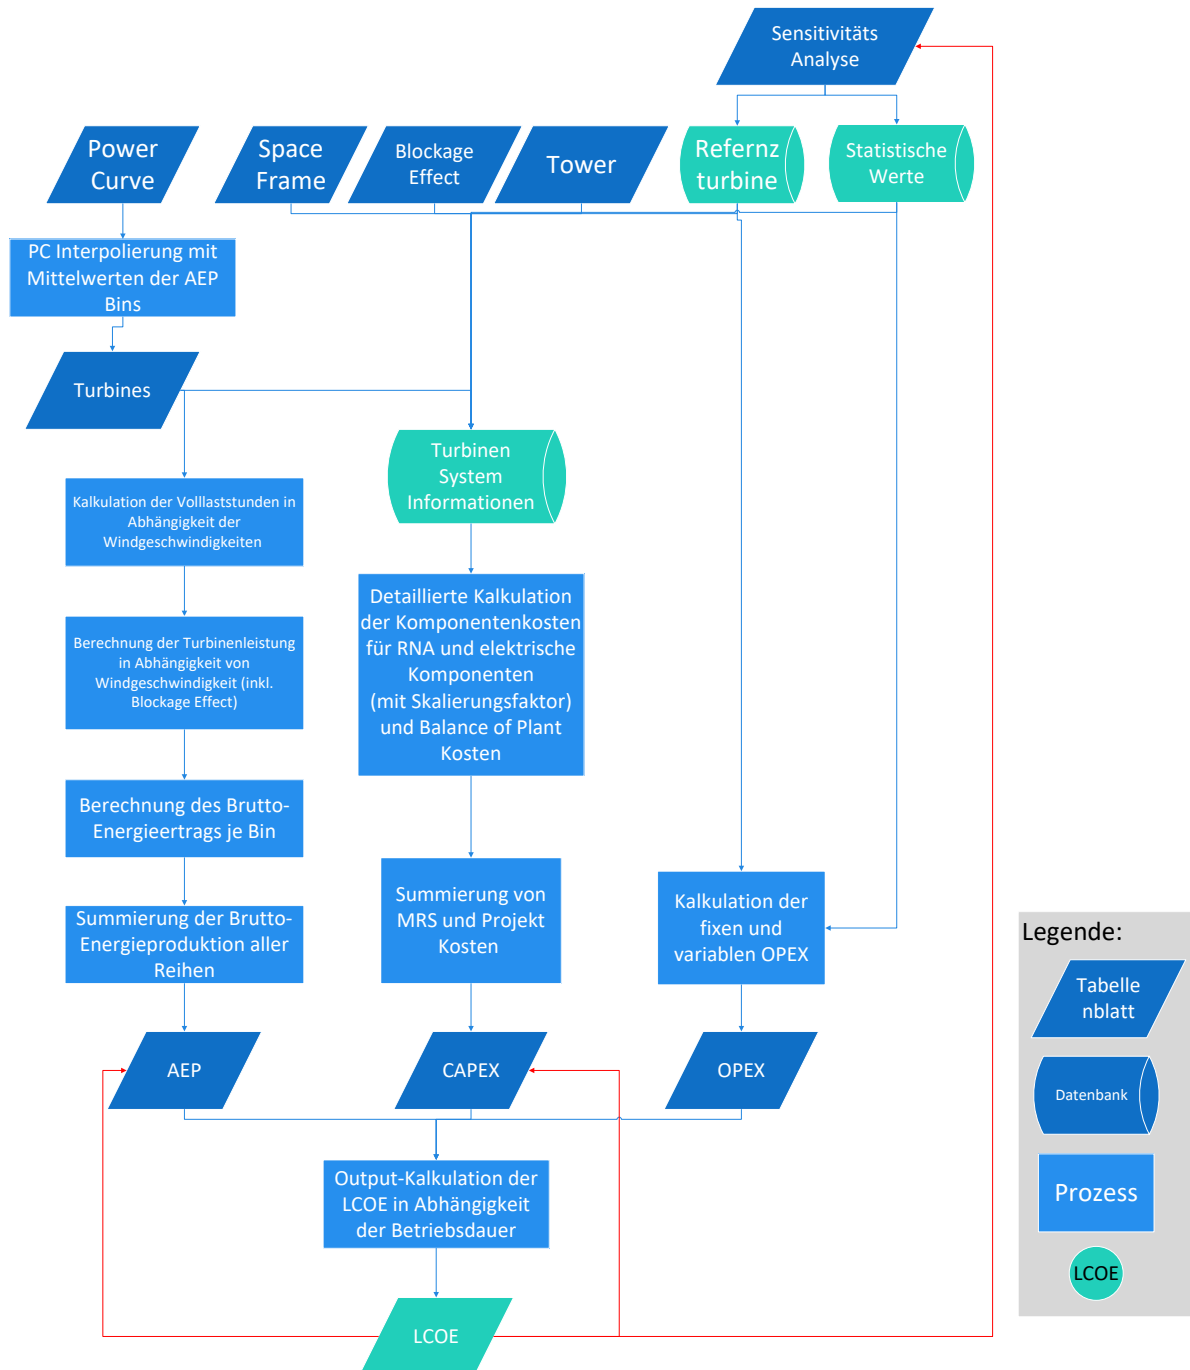 Sensitivitäts
Analyse
Power
Curve
Space
Frame
Blockage
Effect
Tower
Refernz
turbine
Statistische
Werte
PC Interpolierung mit
Mittelwerten der AEP
Bins
Turbines
Turbinen
System
Informationen
Kalkulation der Volllaststunden in
Abhängigkeit der
Windgeschwindigkeiten
Detaillierte Kalkulation
der Komponentenkosten
für RNA und elektrische
Komponenten
(mit Skalierungsfaktor)
und Balance of Plant
Kosten
Berechnung der Turbinenleistung
in Abhängigkeit von
Windgeschwindigkeit (inkl.
Blockage Effect)
Berechnung des Brutto-
Energieertrags je Bin
Summierung der Brutto-
Energieproduktion aller
Reihen
Summierung von
MRS und Projekt
Kosten
Kalkulation der
fixen und
variablen OPEX
AEP
CAPEX
OPEX
Output-Kalkulation der
LCOE in Abhängigkeit
der Betriebsdauer
LCOE
Legende:
Tabelle
nblatt
Datenbank
Prozess
LCOE